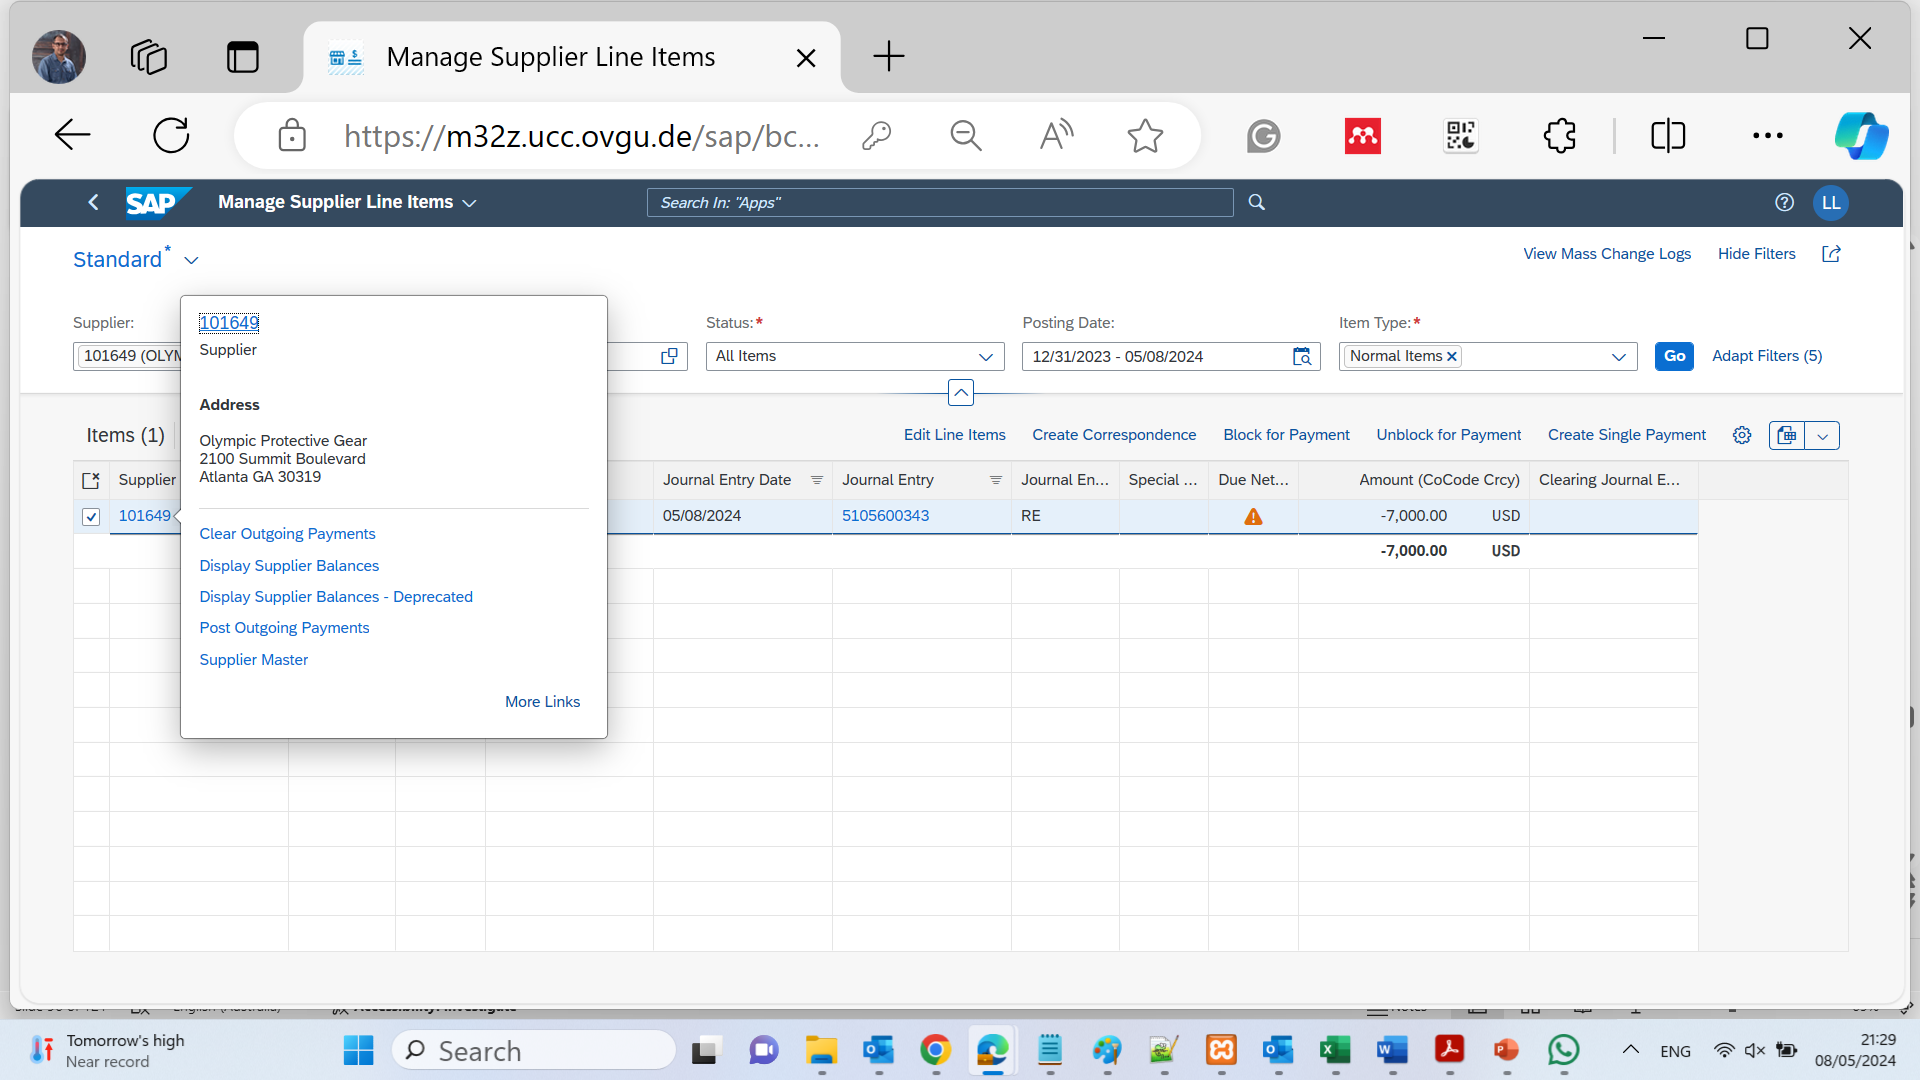 Manage Supplier Line Items
https://m32z.ucc.ovgu.de/sap/bc...
SAP
Manage Supplier Line Items
Search In: "Apps"
LL
Standard*
View Mass Change Logs
Hide Filters
Supplier:
Status:*
Posting Date:
Item Type:*
101649 (OLYM
All Items
12/31/2023 - 05/08/2024
Normal Items
Go
Adapt Filters (5)
101649
Supplier
Address
Olympic Protective Gear
2100 Summit Boulevard
Atlanta GA 30319
Clear Outgoing Payments
Display Supplier Balances
Display Supplier Balances - Deprecated
Post Outgoing Payments
Supplier Master
More Links
Items (1)
Edit Line Items
Create Correspondence
Block for Payment
Unblock for Payment
Create Single Payment
Supplier
Journal Entry Date
Journal Entry
Journal En...
Special ...
Due Net...
Amount (CoCode Crcy)
Clearing Journal E...
101649
05/08/2024
5105600343
RE
-7,000.00 USD
-7,000.00 USD
Tomorrow's high
Near record
Search
ENG
21:29
08/05/2024